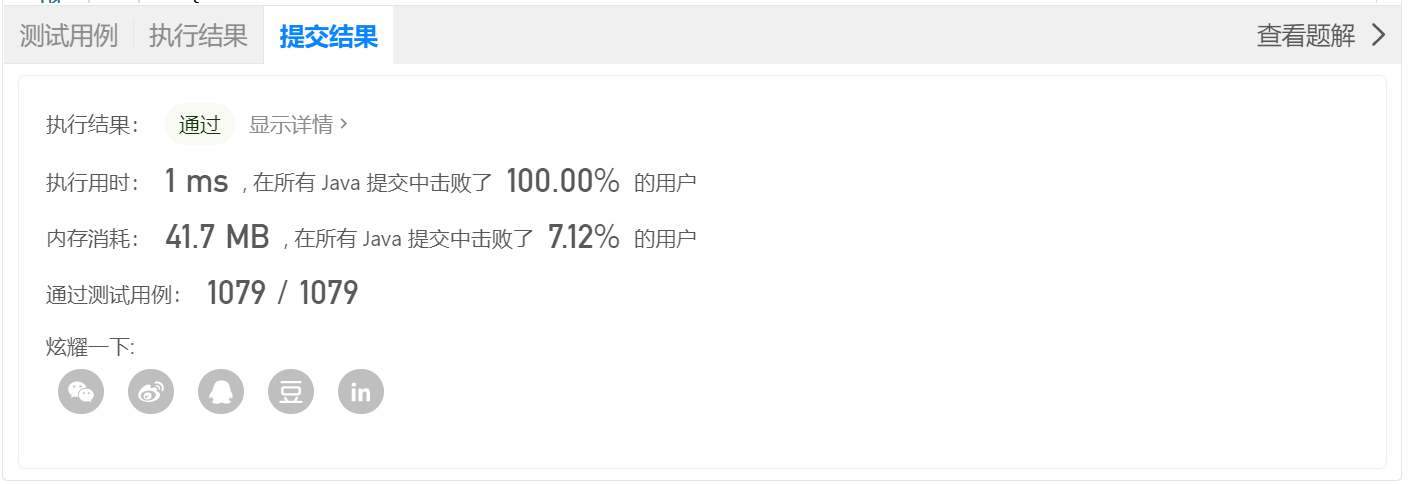 测试用例 执行结果 提交结果 查看题解
执行结果： 通过 显示详情 >
执行用时： 1 ms , 在所有 Java 提交中击败了 100.00% 的用户
内存消耗： 41.7 MB , 在所有 Java 提交中击败了 7.12% 的用户
通过测试用例： 1079 / 1079
炫耀一下:
豆 in